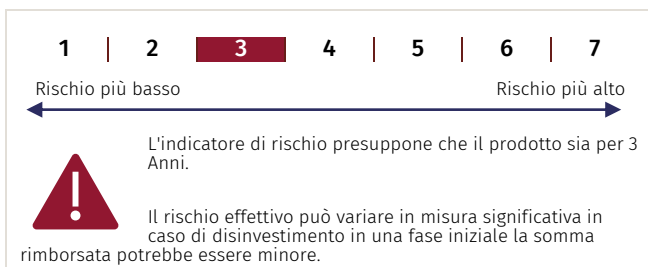 1 2 3 4 5 6 7
Rischio più basso Rischio più alto
L'indicatore di rischio presuppone che il prodotto sia per 3
Anni.
Il rischio effettivo può variare in misura significativa in
caso di disinvestimento in una fase iniziale la somma
rimborsata potrebbe essere minore.